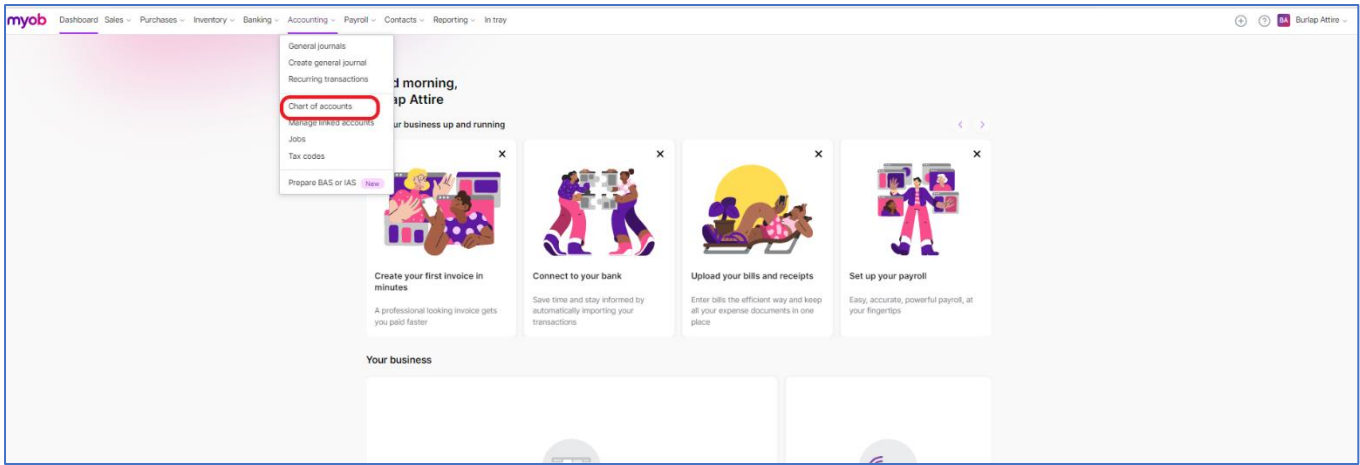 myob Dashboard Sales Purchases Inventory Banking Accounting Payroll Contacts Reporting In tray BA Burlap Attire
General journals
Create general journal
Recurring transactions
Chart of accounts
Manage linked accounts
Jobs
Tax codes
Prepare BAS or IAS New
d morning,
ap Attire
ur business up and running
Create your first invoice in
minutes
A professional looking invoice gets
you paid faster
Connect to your bank
Save time and stay informed by
automatically importing your
transactions
Upload your bills and receipts
Enter bills the efficient way and keep
all your expense documents in one
place
Set up your payroll
Easy, accurate, powerful payroll, at
your fingertips
Your business